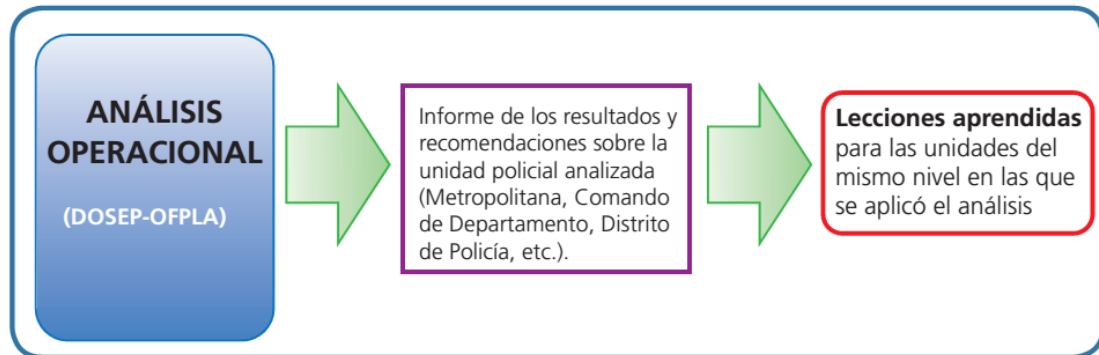 ANÁLISIS
OPERACIONAL
(DOSEP-OFPLA)
Informe de los resultados y
recomendaciones sobre la
unidad policial analizada
(Metropolitana, Comando
de Departamento, Distrito
de Policía, etc.).
Lecciones aprendidas
para las unidades del
mismo nivel en las que
se aplicó el análisis